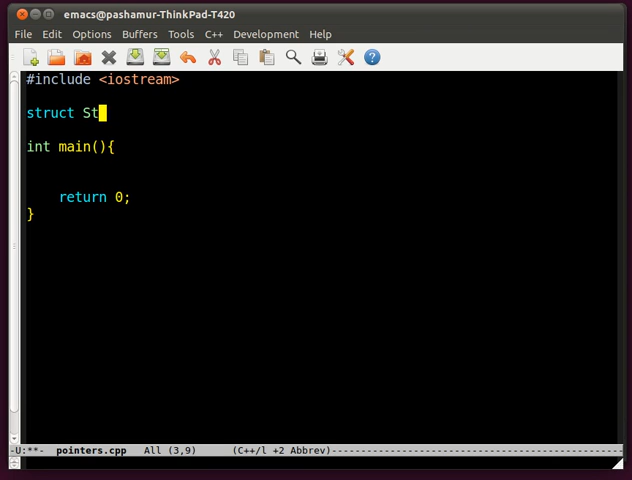 emacs@pashamur-ThinkPad-T420
File Edit Options Buffers Tools C++ Development Help
#include <iostream>
struct St
int main(){
return 0;
}
-U:**- pointers.cpp All (3,9) (C++/l +2 Abbrev)------------------------------------------------------